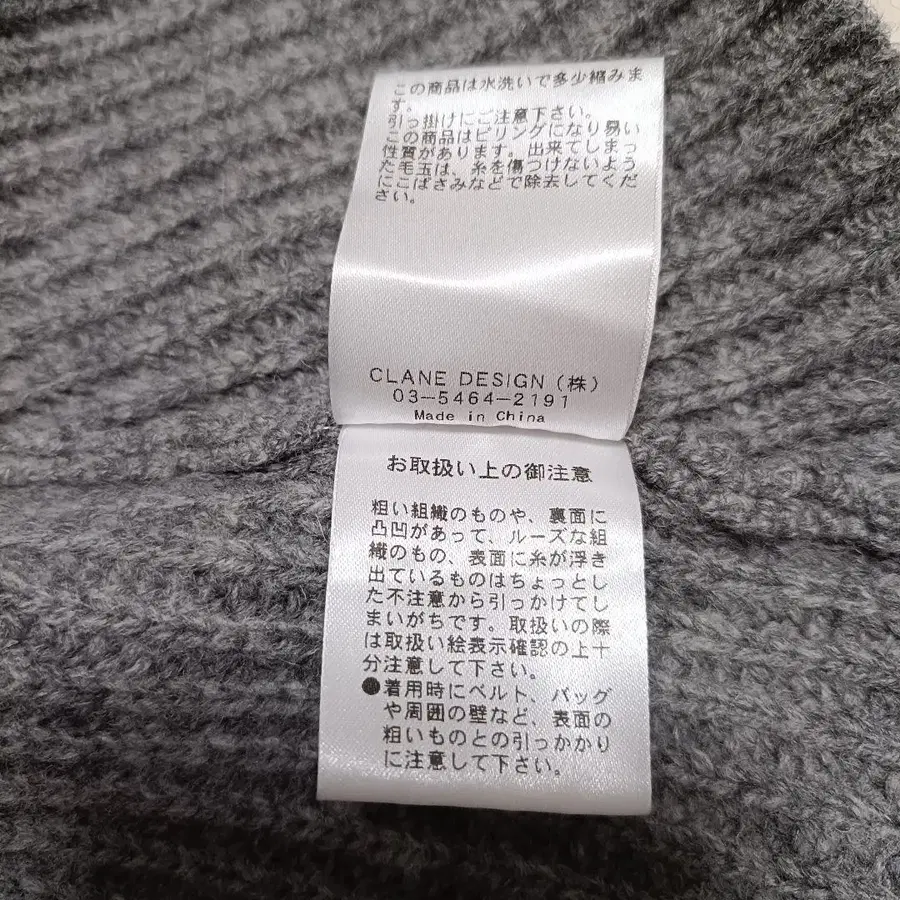 この商品は水洗いで多少縮みま
す。
引っ掛けにご注意下さい。
この商品はピリングになり易い
性質があります。出来てしまっ
た毛玉は、糸を傷つけないよう
にこばさみなどで除去してくだ
さい。
CLANE DESIGN (株)
03-5464-2191
Made in China
お取扱い上の御注意
粗い組織のものや、裏面に
凸凹があって、ルーズな組
織のもの、表面に糸が浮き
出ているものはちょっとし
た不注意から引っかけてし
まいがちです。取扱いの際
は取扱い絵表示確認の上十
分注意して下さい。
●着用時にベルト、バッグ
や周囲の壁など、表面の
粗いものとの引っかかり
に注意して下さい。